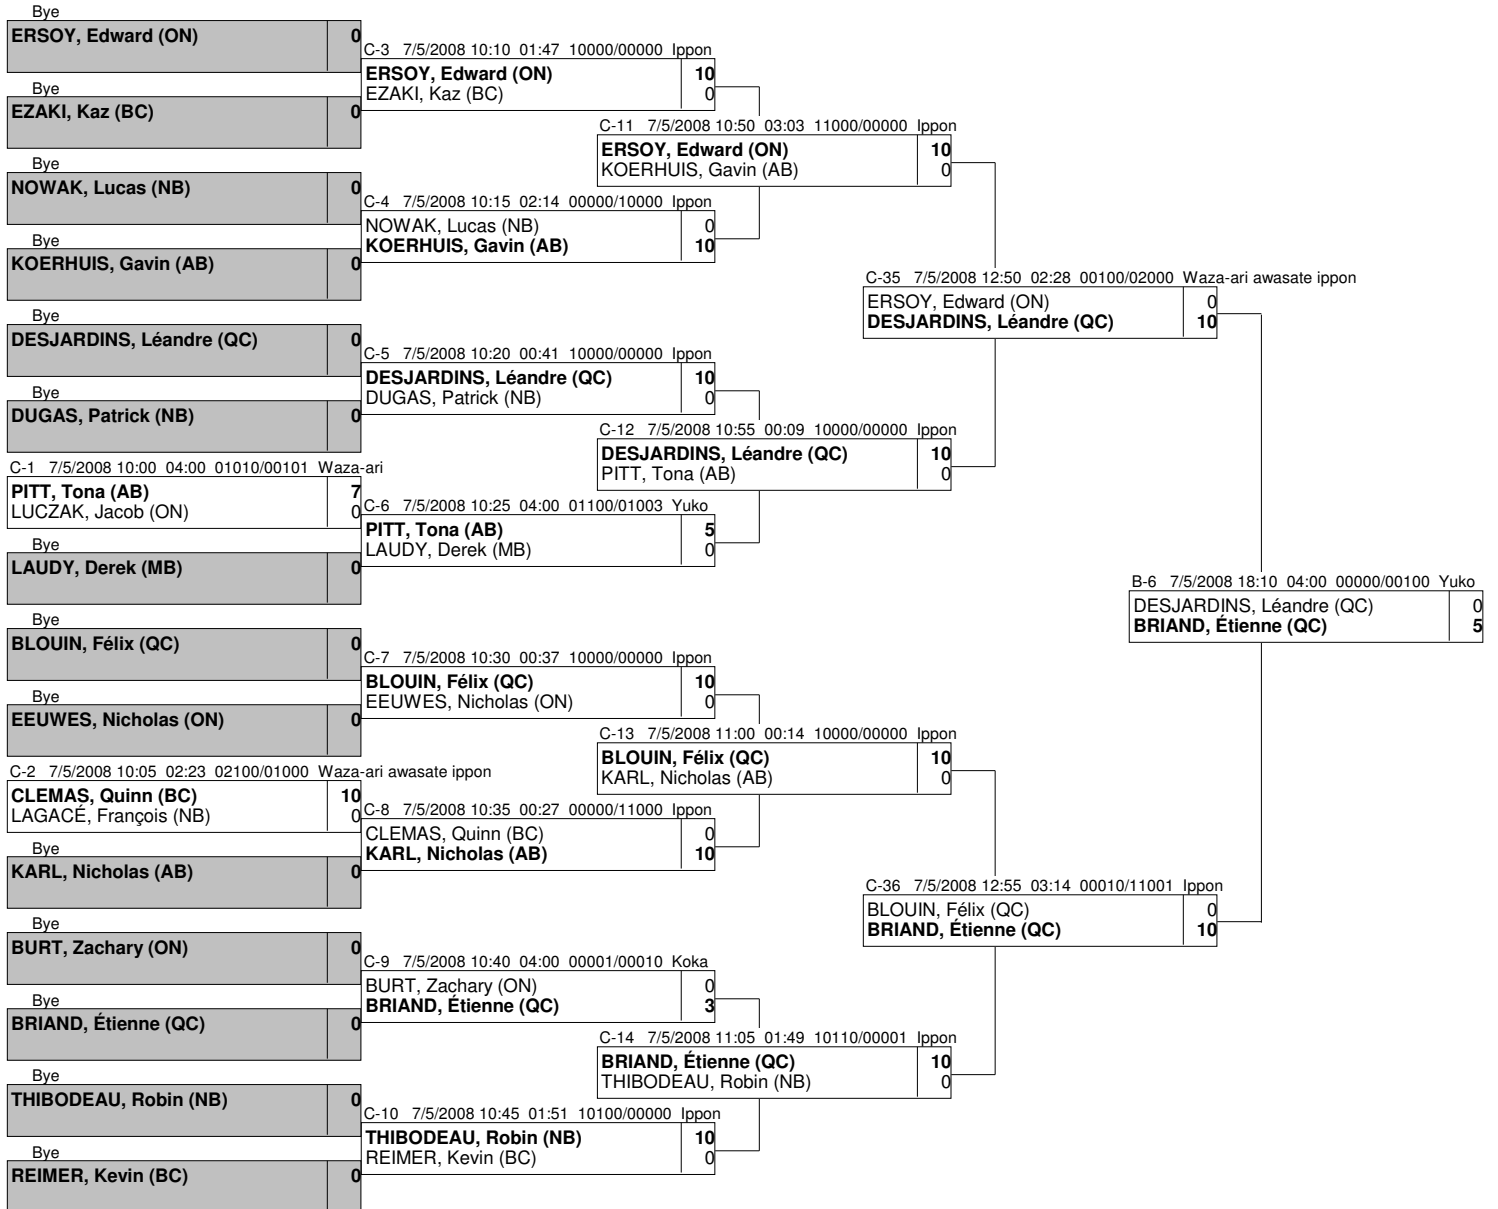 Bye
ERSOY, Edward (ON) 0
Bye
EZAKI, Kaz (BC) 0
Bye
NOWAK, Lucas (NB) 0
Bye
KOERHUIS, Gavin (AB) 0
Bye
DESJARDINS, Léandre (QC) 0
Bye
DUGAS, Patrick (NB) 0
C-1 7/5/2008 10:00 04:00 01010/00101 Waza-ari
PITT, Tona (AB) 7
LUCZAK, Jacob (ON) 0
Bye
LAUDY, Derek (MB) 0
Bye
BLOUIN, Félix (QC) 0
Bye
EEUWES, Nicholas (ON) 0
C-2 7/5/2008 10:05 02:23 02100/01000 Waza-ari awasate ippon
CLEMAS, Quinn (BC) 10
LAGACÉ, François (NB) 0
Bye
KARL, Nicholas (AB) 0
Bye
BURT, Zachary (ON) 0
Bye
BRIAND, Étienne (QC) 0
Bye
THIBODEAU, Robin (NB) 0
Bye
REIMER, Kevin (BC) 0
C-3 7/5/2008 10:10 01:47 10000/00000 Ippon
ERSOY, Edward (ON) 10
EZAKI, Kaz (BC) 0
C-4 7/5/2008 10:15 02:14 00000/10000 Ippon
NOWAK, Lucas (NB) 0
KOERHUIS, Gavin (AB) 10
C-5 7/5/2008 10:20 00:41 10000/00000 Ippon
DESJARDINS, Léandre (QC) 10
DUGAS, Patrick (NB) 0
C-6 7/5/2008 10:25 04:00 01100/01003 Yuko
PITT, Tona (AB) 5
LAUDY, Derek (MB) 0
C-7 7/5/2008 10:30 00:37 10000/00000 Ippon
BLOUIN, Félix (QC) 10
EEUWES, Nicholas (ON) 0
C-8 7/5/2008 10:35 00:27 00000/11000 Ippon
CLEMAS, Quinn (BC) 0
KARL, Nicholas (AB) 10
C-9 7/5/2008 10:40 04:00 00001/00010 Koka
BURT, Zachary (ON) 0
BRIAND, Étienne (QC) 3
C-10 7/5/2008 10:45 01:51 10100/00000 Ippon
THIBODEAU, Robin (NB) 10
REIMER, Kevin (BC) 0
C-11 7/5/2008 10:50 03:03 11000/00000 Ippon
ERSOY, Edward (ON) 10
KOERHUIS, Gavin (AB) 0
C-12 7/5/2008 10:55 00:09 10000/00000 Ippon
DESJARDINS, Léandre (QC) 10
PITT, Tona (AB) 0
C-13 7/5/2008 11:00 00:14 10000/00000 Ippon
BLOUIN, Félix (QC) 10
KARL, Nicholas (AB) 0
C-14 7/5/2008 11:05 01:49 10110/00001 Ippon
BRIAND, Étienne (QC) 10
THIBODEAU, Robin (NB) 0
C-35 7/5/2008 12:50 02:28 00100/02000 Waza-ari awasate ippon
ERSOY, Edward (ON) 0
DESJARDINS, Léandre (QC) 10
C-36 7/5/2008 12:55 03:14 00010/11001 Ippon
BLOUIN, Félix (QC) 0
BRIAND, Étienne (QC) 10
B-6 7/5/2008 18:10 04:00 00000/00100 Yuko
DESJARDINS, Léandre (QC) 0
BRIAND, Étienne (QC) 5